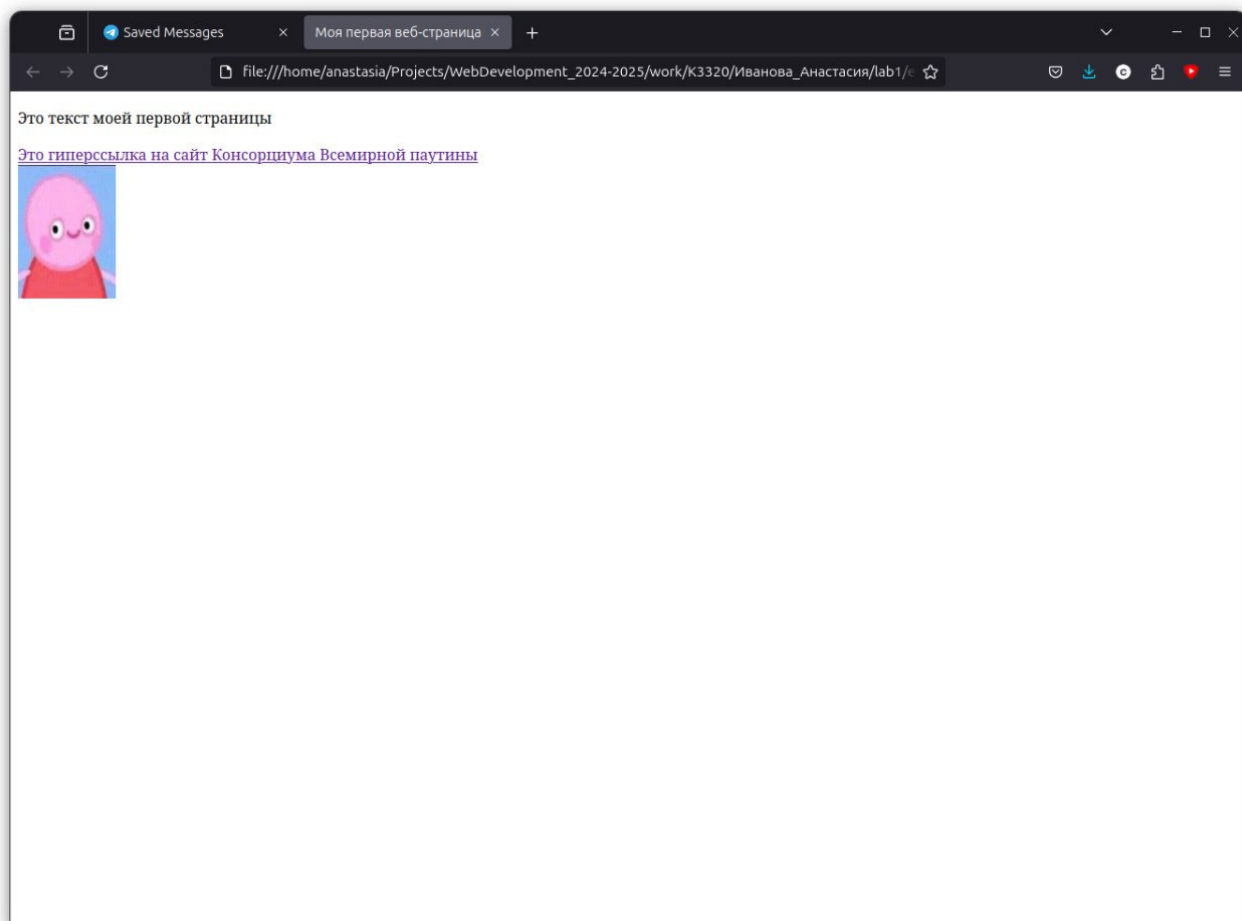 Saved Messages
Моя первая веб-страница
file:///home/anastasia/Projects/WebDevelopment_2024-2025/work/K3320/Иванова_Анастасия/lab1/
Это текст моей первой страницы
Это гиперссылка на сайт Консорциума Всемирной паутины